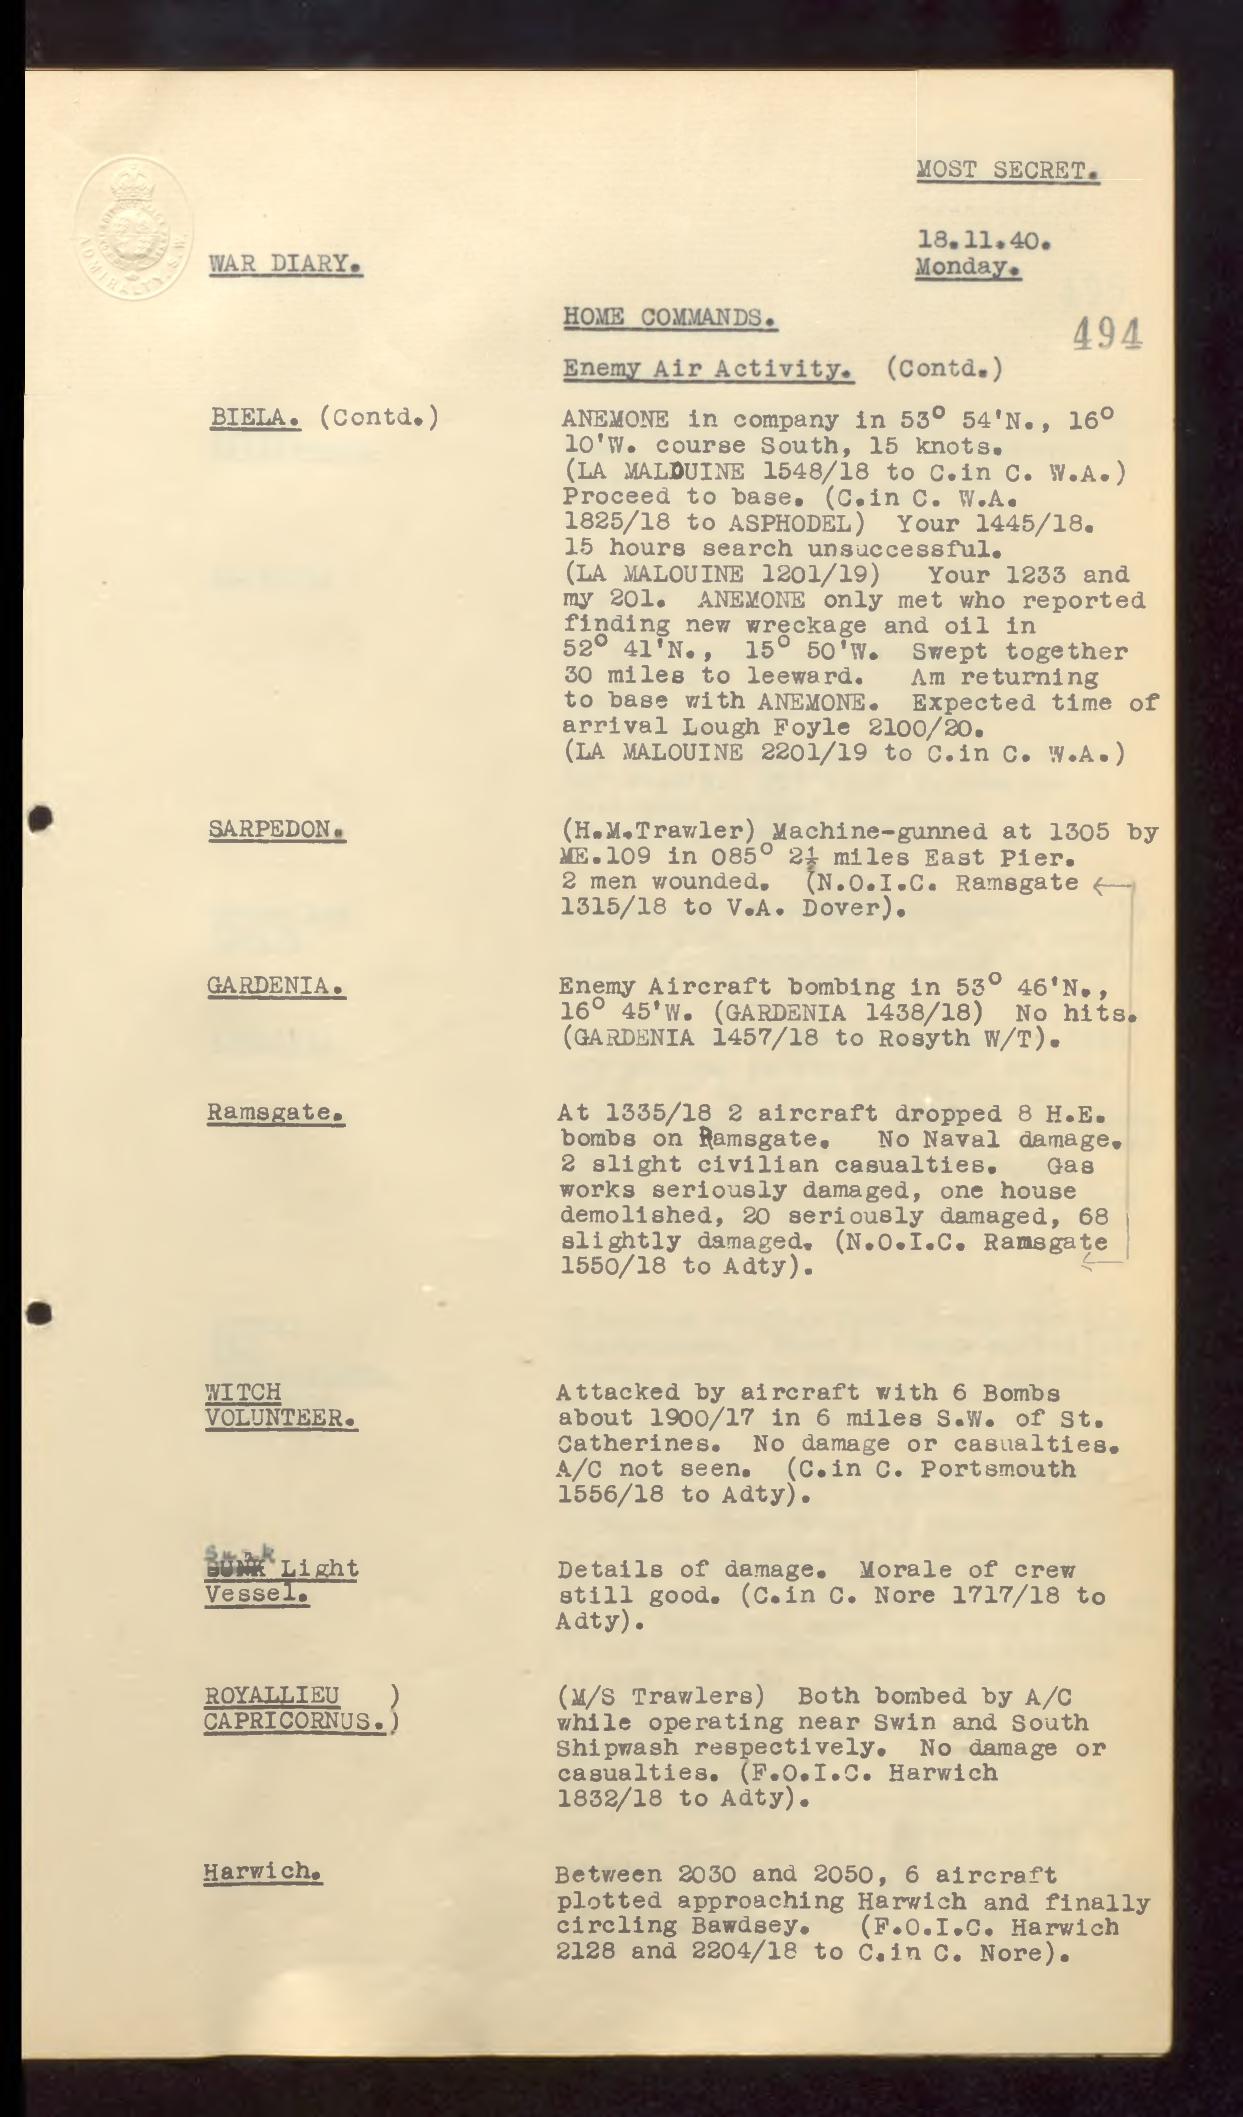 MOST SECRET.
18.11.40.
Monday.
ADMIRALTY. S.W.
WAR DIARY.
HOME COMMANDS.
494
Enemy Air Activity. (Contd.)
BIELA. (Contd.)
ANEMONE in company in 53° 54'N., 16°
10'W. course South, 15 knots.
(LA MALDUINE 1548/18 to C.in C. W.A.)
Proceed to base. (C.in C. W.A.
1825/18 to ASPHODEL) Your 1445/18.
15 hours search unsuccessful.
(LA MALOUINE 1201/19) Your 1233 and
my 201. ANEMONE only met who reported
finding new wreckage and oil in
52° 41'N., 15° 50'W. Swept together
30 miles to leeward. Am returning
to base with ANEMONE. Expected time of
arrival Lough Foyle 2100/20.
(LA MALOUINE 2201/19 to C.in C. W.A.)
SARPEDON.
(H.M.Trawler) Machine-gunned at 1305 by
ME.109 in 085° 2½ miles East Pier.
2 men wounded. (N.O.I.C. Ramsgate
1315/18 to V.A. Dover).
GARDENIA.
Enemy Aircraft bombing in 53° 46'N.,
16° 45'W. (GARDENIA 1438/18) No hits.
(GARDENIA 1457/18 to Rosyth W/T).
Ramsgate.
At 1335/18 2 aircraft dropped 8 H.E.
bombs on Ramsgate. No Naval damage.
2 slight civilian casualties. Gas
works seriously damaged, one house
demolished, 20 seriously damaged, 68
slightly damaged. (N.O.I.C. Ramsgate
1550/18 to Adty).
WITCH
VOLUNTEER.
Attacked by aircraft with 6 Bombs
about 1900/17 in 6 miles S.W. of St.
Catherines. No damage or casualties.
A/C not seen. (C.in C. Portsmouth
1556/18 to Adty).
Sunk
Light
Vessel.
Details of damage. Morale of crew
still good. (C.in C. Nore 1717/18 to
Adty).
ROYALLIEU )
CAPRICORNUS.)
(M/S Trawlers) Both bombed by A/C
while operating near Swin and South
Shipwash respectively. No damage or
casualties. (F.O.I.C. Harwich
1832/18 to Adty).
Harwich.
Between 2030 and 2050, 6 aircraft
plotted approaching Harwich and finally
circling Bawdsey. (F.O.I.C. Harwich
2128 and 2204/18 to C.in C. Nore).